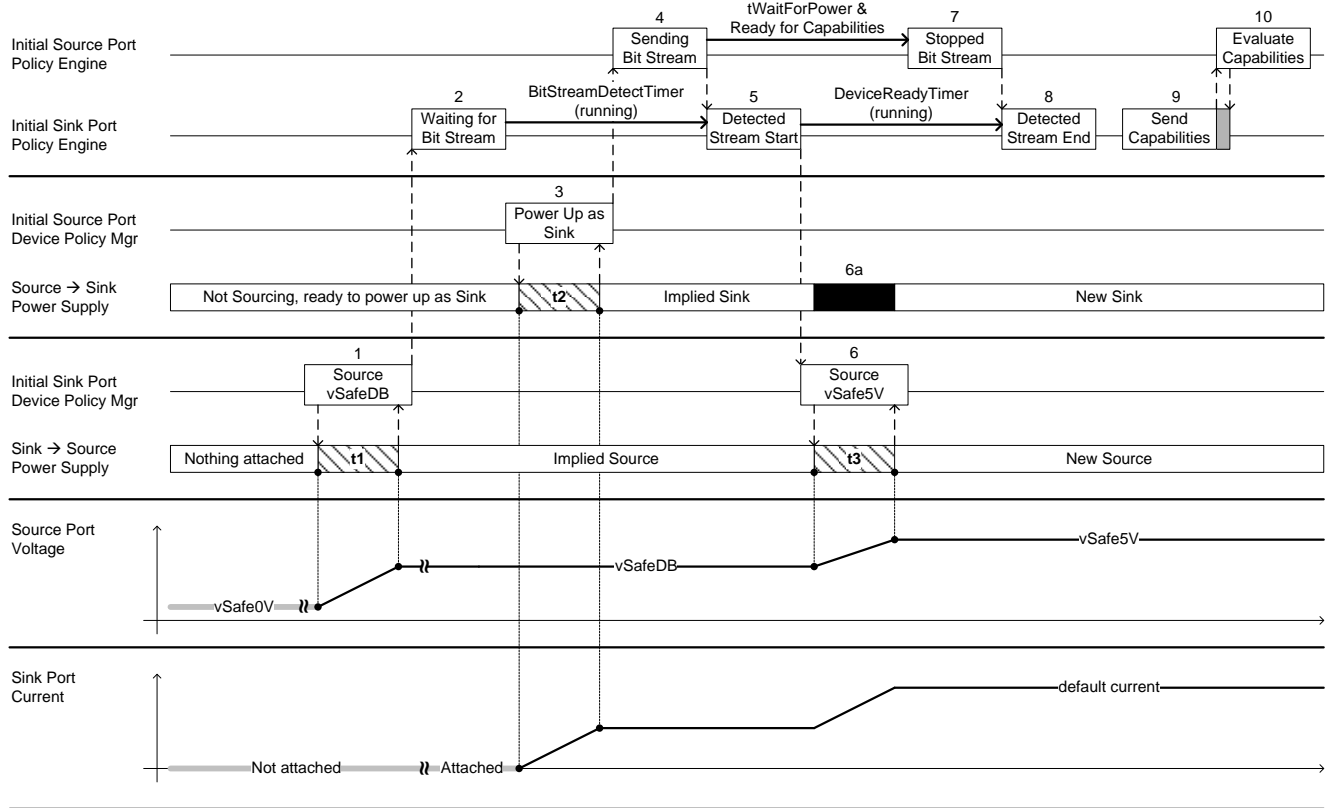 tWaitForPower &
Ready for Capabilities
4
7
10
Initial Source Port
Policy Engine
Sending
Bit Stream
Stopped
Bit Stream
Evaluate
Capabilities
2
BitStreamDetectTimer
(running)
5
DeviceReadyTimer
(running)
8
9
Initial Sink Port
Policy Engine
Waiting for
Bit Stream
Detected
Stream Start
Detected
Stream End
Send
Capabilities
3
Initial Source Port
Device Policy Mgr
Power Up as
Sink
6a
Source → Sink
Power Supply
Not Sourcing, ready to power up as Sink
t2
Implied Sink
New Sink
1
6
Initial Sink Port
Device Policy Mgr
Source
vSafeDB
Source
vSafe5V
Sink → Source
Power Supply
Nothing attached
t1
Implied Source
t3
New Source
Source Port
Voltage
vSafe5V
vSafeDB
vSafe0V
Sink Port
Current
default current
Not attached
Attached